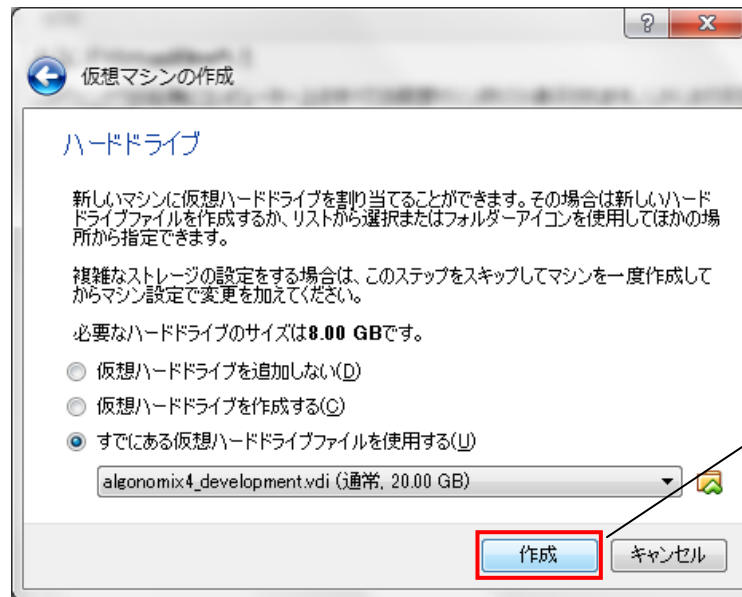 仮想マシンの作成
ハードドライブ
新しいマシンに仮想ハードドライブを割り当てることができます。その場合は新しいハード
ドライブファイルを作成するか、リストから選択またはフォルダーアイコンを使用してほかの場
所から指定できます。
複雑なストレージの設定をする場合は、このステップをスキップしてマシンを一度作成して
からマシン設定で変更を加えてください。
必要なハードドライブのサイズは8.00 GBです。
仮想ハードドライブを追加しない(D)
仮想ハードドライブを作成する(C)
すでにある仮想ハードドライブファイルを使用する(U)
algonomix4_development.vdi (通常, 20.00 GB)
作成
キャンセル